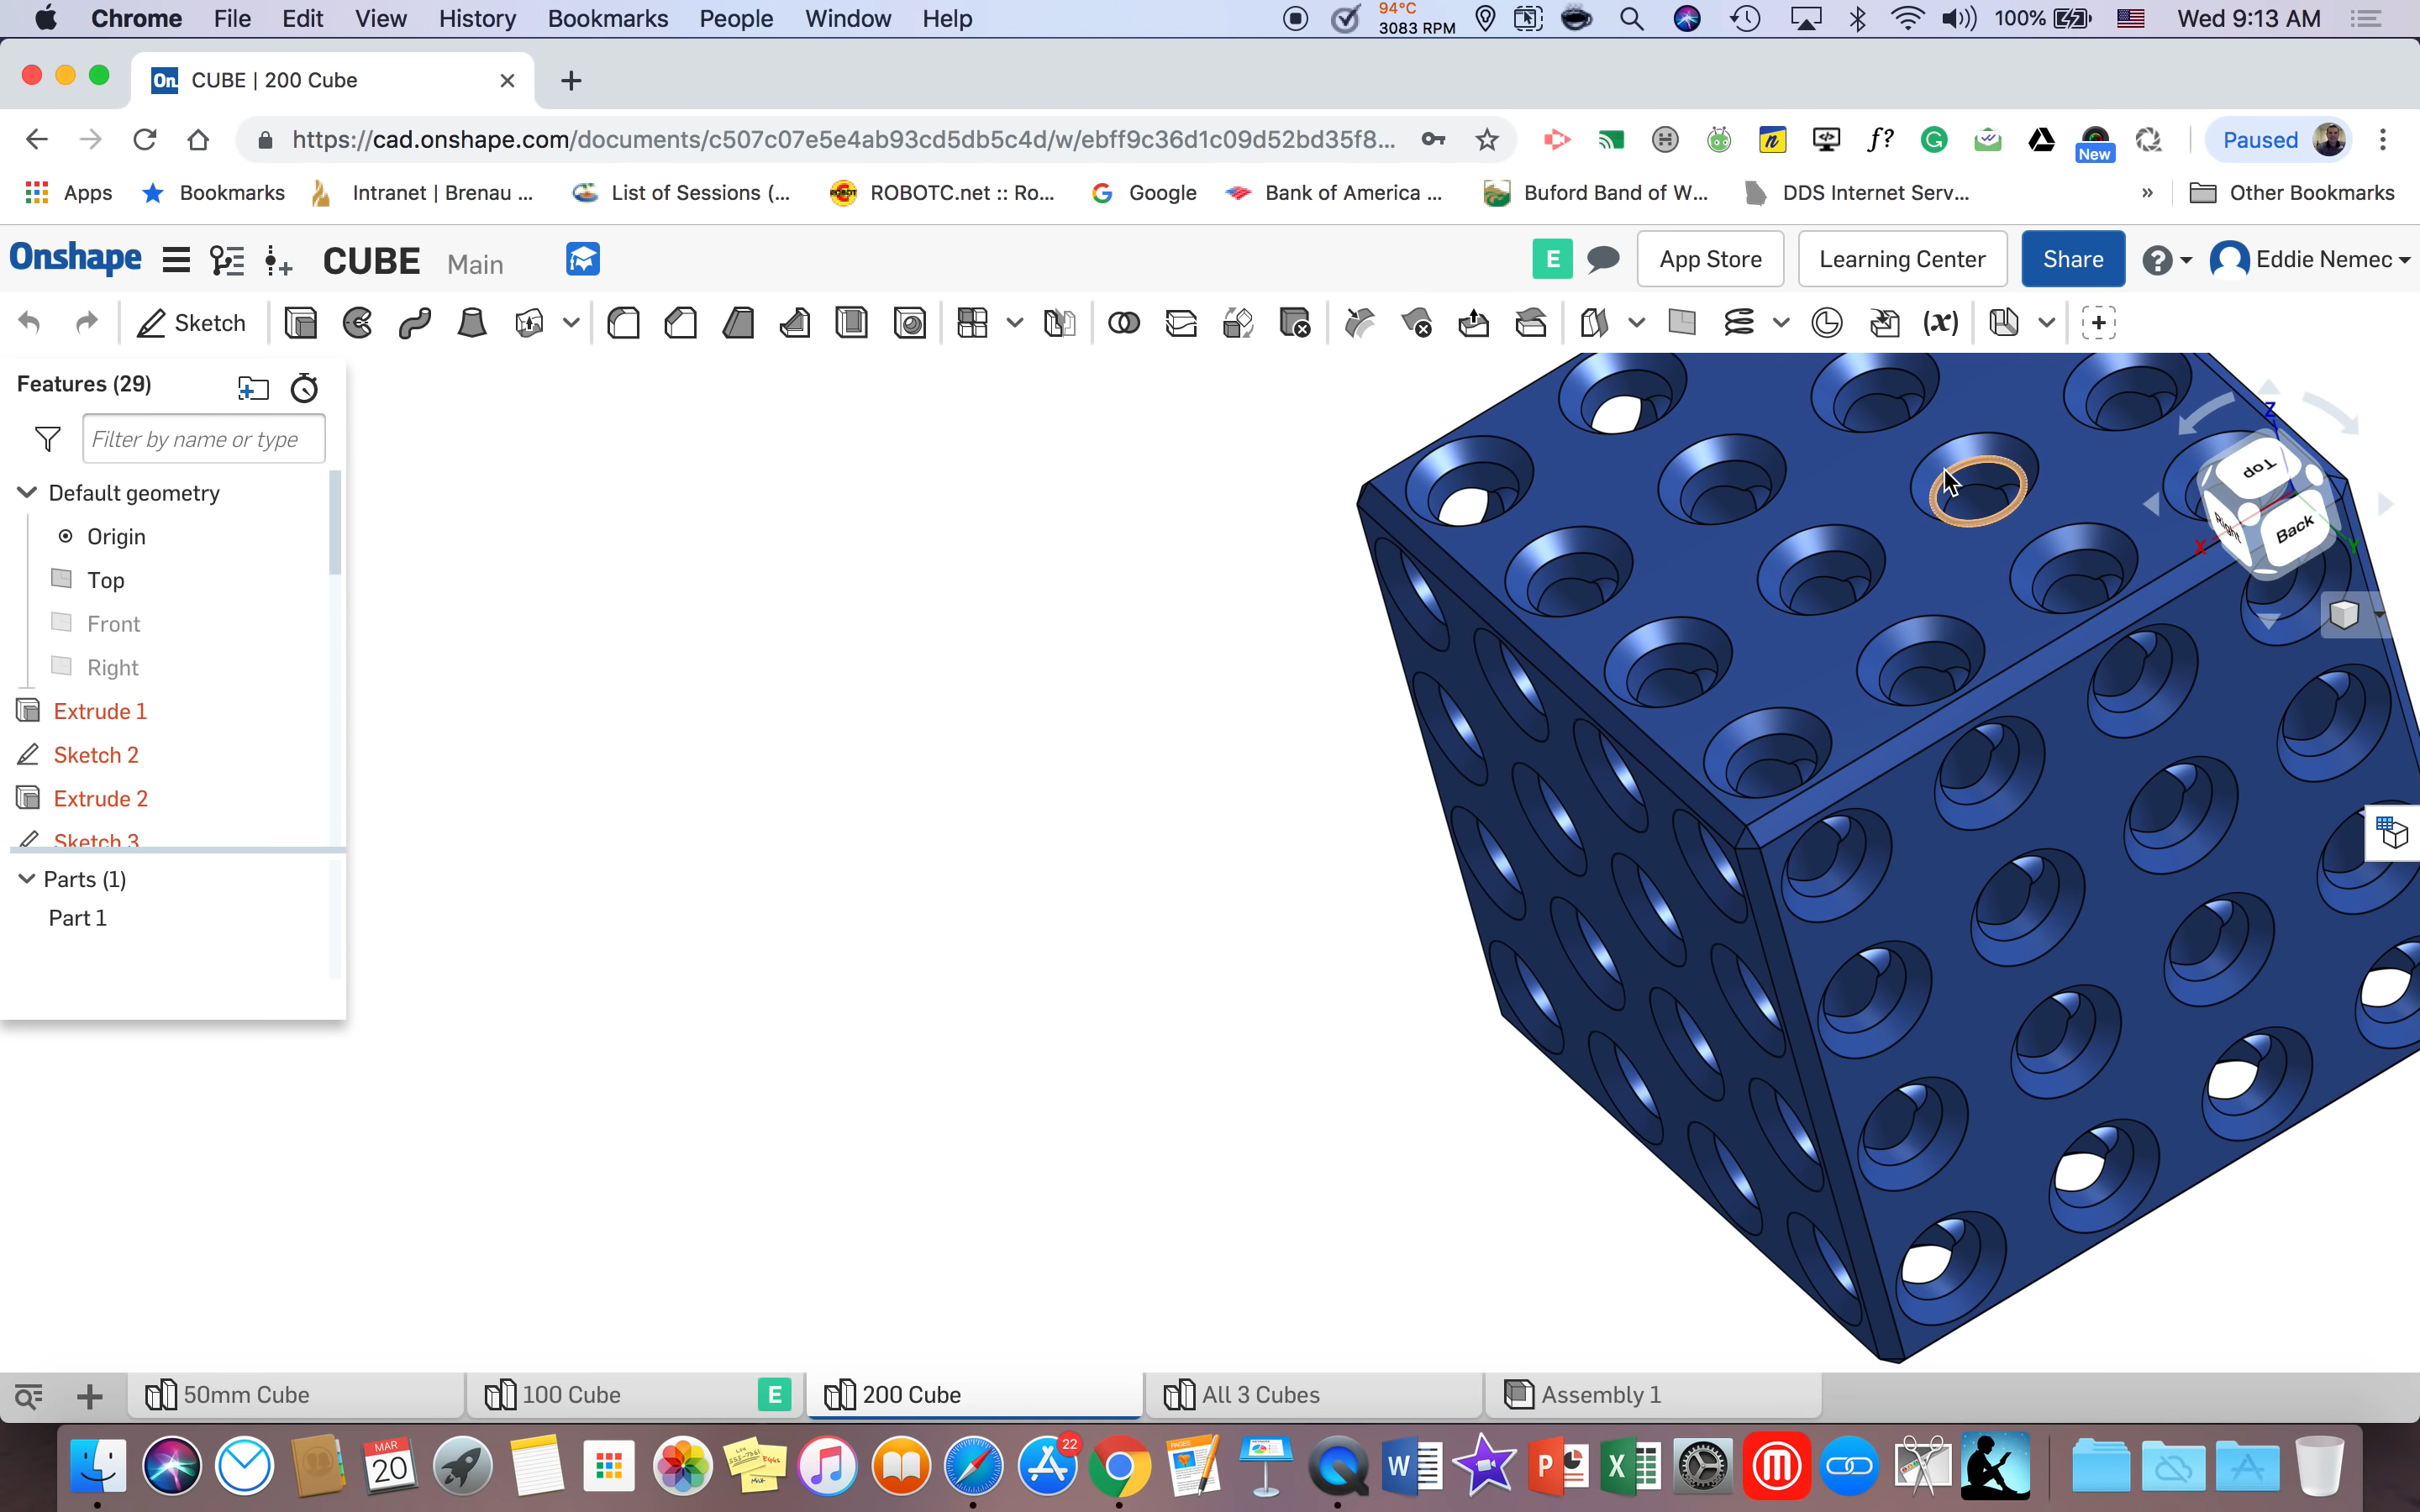 Chrome File Edit View History Bookmarks People Window Help 94°C 3083 RPM 100% Wed 9:13 AM
On CUBE | 200 Cube
https://cad.onshape.com/documents/c507c07e5e4ab93cd5db5c4d/w/ebff9c36d1c09d52bd35f8... n f? G New Paused
Apps Bookmarks Intranet | Brenau ... List of Sessions (... ROBOTC.net :: Ro... Google Bank of America ... Buford Band of W... DDS Internet Serv... » Other Bookmarks
Onshape CUBE Main E App Store Learning Center Share ? Eddie Nemec
Sketch (x)
Features (29)
Filter by name or type
Default geometry
Origin
Top
Front
Right
Extrude 1
Sketch 2
Extrude 2
Sketch 3
Parts (1)
Part 1
Z
Top
Right
Back
X
Y
50mm Cube 100 Cube E 200 Cube All 3 Cubes Assembly 1
MAR
20
22
PAGES
W
P
X